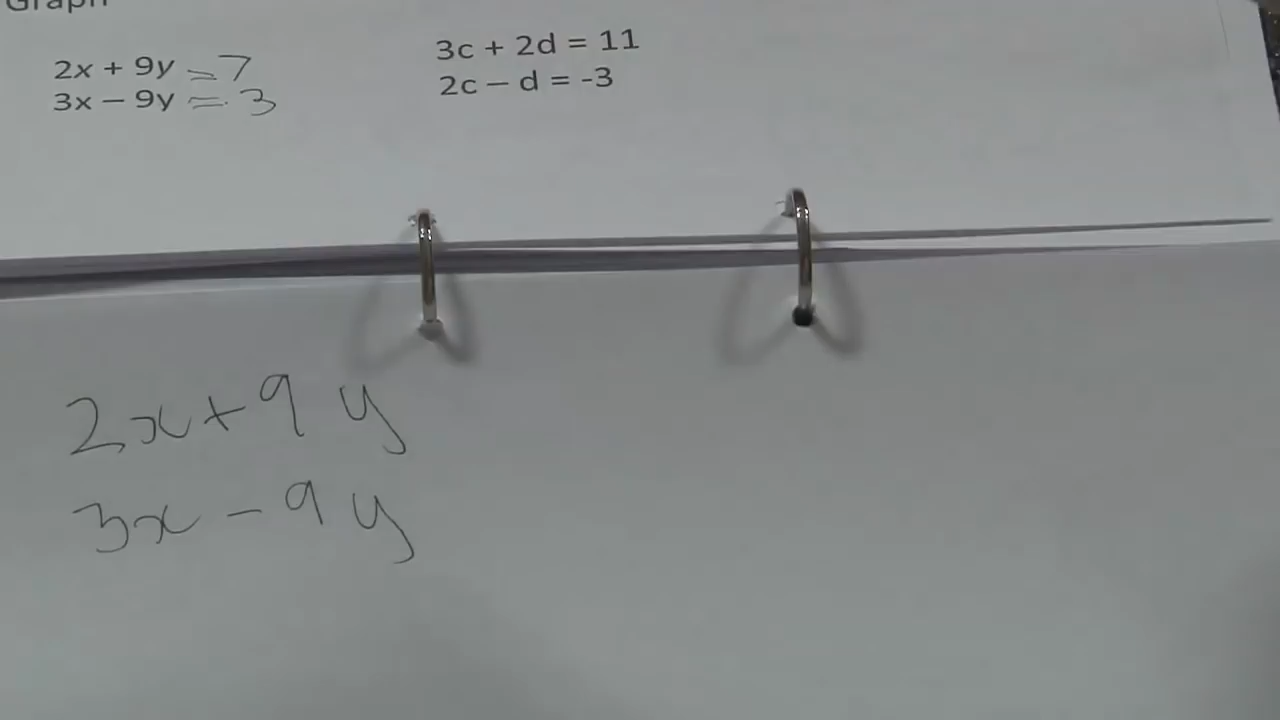 Graph
2x + 9y = 7
3x – 9y = 3
3c + 2d = 11
2c – d = -3
2x + 9 y
3x - 9 y